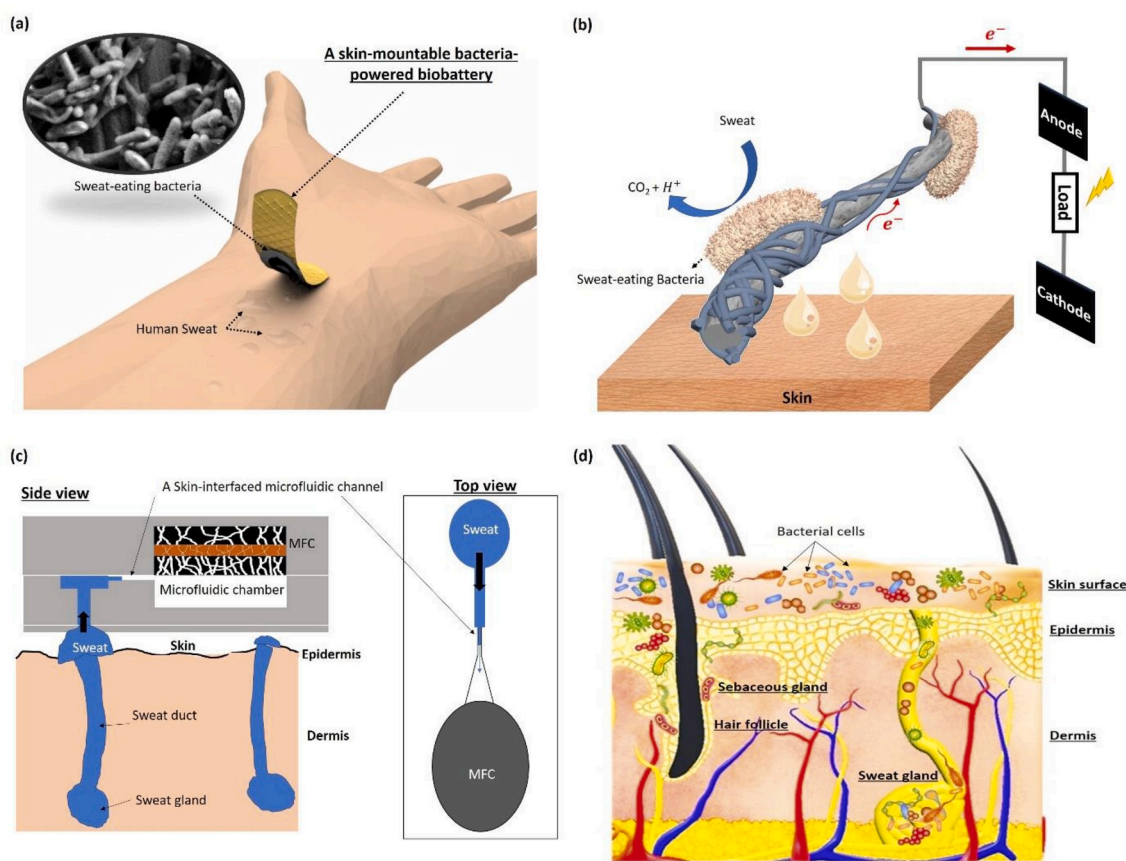 (a)
A skin-mountable bacteria-
powered biobattery
Sweat-eating bacteria
Human Sweat
(b)
e⁻
Sweat
CO₂ + H⁺
e⁻
Sweat-eating Bacteria
Skin
Anode
Load
Cathode
(c)
Side view
A Skin-interfaced microfluidic channel
MFC
Microfluidic chamber
Sweat
Skin
Epidermis
Sweat duct
Dermis
Sweat gland
Top view
Sweat
MFC
(d)
Bacterial cells
Skin surface
Epidermis
Sebaceous gland
Hair follicle
Dermis
Sweat gland